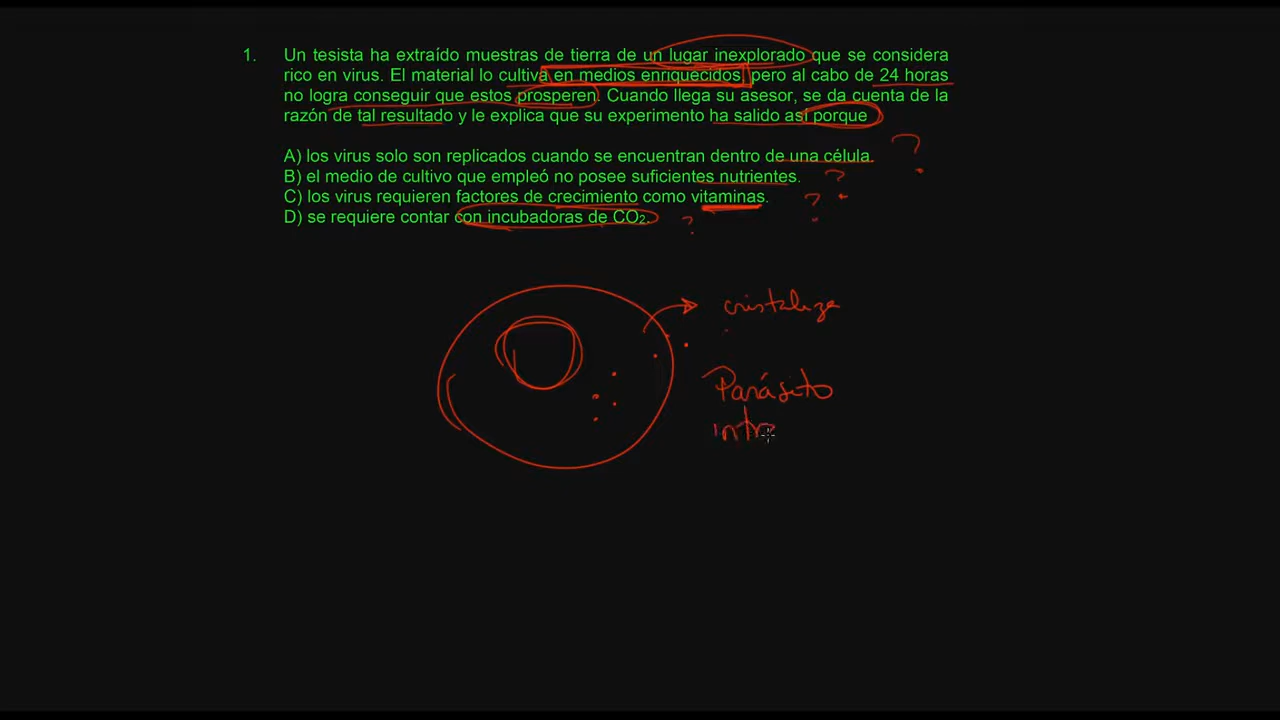 1. Un tesista ha extraído muestras de tierra de un lugar inexplorado que se considera
rico en virus. El material lo cultiva en medios enriquecidos, pero al cabo de 24 horas
no logra conseguir que estos prosperen. Cuando llega su asesor, se da cuenta de la
razón de tal resultado y le explica que su experimento ha salido así porque
A) los virus solo son replicados cuando se encuentran dentro de una célula. ?
B) el medio de cultivo que empleó no posee suficientes nutrientes. ?
C) los virus requieren factores de crecimiento como vitaminas. ?
D) se requiere contar con incubadoras de CO₂. ?
cristaliza
Parásito
intr